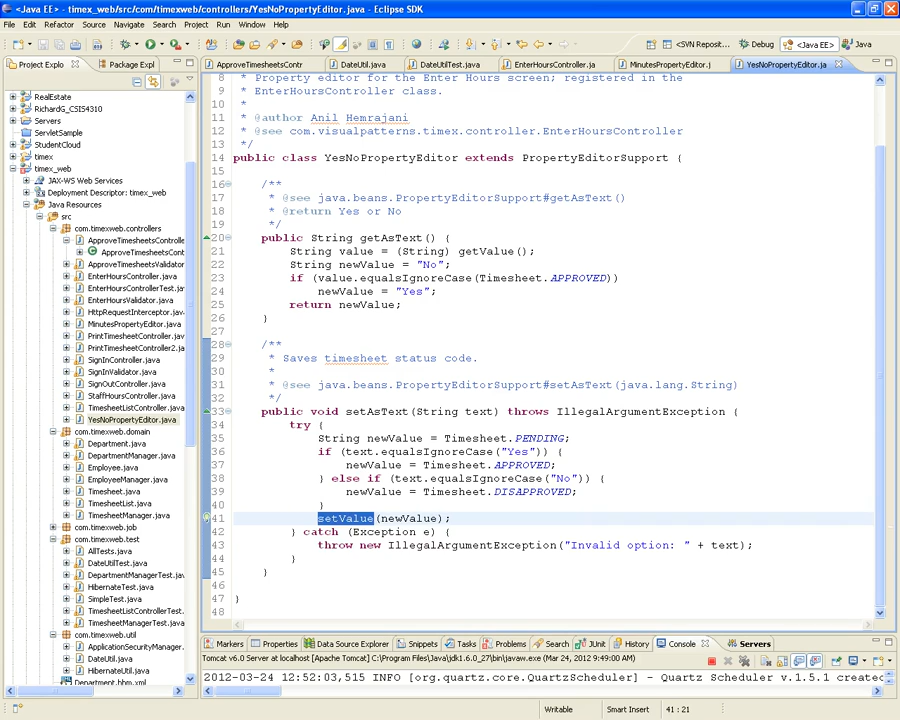 <Java EE> - timex_web/src/com/timexweb/controllers/YesNoPropertyEditor.java - Eclipse SDK
File Edit Refactor Source Navigate Search Project Run Window Help
<SVN Reposit... Debug <Java EE> Java
Project Explo Package Expl
ApproveTimesheetsContr DateUtil.java DateUtilTest.java EnterHoursController.ja MinutesPropertyEditor.j YesNoPropertyEditor.ja
RealEstate
RichardG_CSIS4310
Servers
ServletSample
StudentCloud
timex
timex_web
JAX-WS Web Services
Deployment Descriptor: timex_web
Java Resources
src
com.timexweb.controllers
ApproveTimesheetsControlle
ApproveTimesheetsCont
ApproveTimesheetsValidator
EnterHoursController.java
EnterHoursControllerTest.java
EnterHoursValidator.java
HttpRequestInterceptor.java
MinutesPropertyEditor.java
PrintTimesheetController.java
PrintTimesheetController2.java
SignInController.java
SignInValidator.java
SignOutController.java
StaffHoursController.java
TimesheetListController.java
YesNoPropertyEditor.java
com.timexweb.domain
Department.java
DepartmentManager.java
Employee.java
EmployeeManager.java
Timesheet.java
TimesheetList.java
TimesheetManager.java
com.timexweb.job
com.timexweb.test
AllTests.java
DateUtilTest.java
DepartmentManagerTest.java
HibernateTest.java
SimpleTest.java
TimesheetListControllerTest.
TimesheetManagerTest.java
com.timexweb.util
ApplicationSecurityManager.
DateUtil.java
HibernateUtil.java
Department.hbm.xml
8 * Property editor for the Enter Hours screen; registered in the
9 * EnterHoursController class.
10 *
11 * @author Anil Hemrajani
12 * @see com.visualpatterns.timex.controller.EnterHoursController
13 */
14 public class YesNoPropertyEditor extends PropertyEditorSupport {
15
16 /**
17 * @see java.beans.PropertyEditorSupport#getAsText()
18 * @return Yes or No
19 */
20 public String getAsText() {
21 String value = (String) getValue();
22 String newValue = "No";
23 if (value.equalsIgnoreCase(Timesheet.APPROVED))
24 newValue = "Yes";
25 return newValue;
26 }
27
28 /**
29 * Saves timesheet status code.
30 *
31 * @see java.beans.PropertyEditorSupport#setAsText(java.lang.String)
32 */
33 public void setAsText(String text) throws IllegalArgumentException {
34 try {
35 String newValue = Timesheet.PENDING;
36 if (text.equalsIgnoreCase("Yes")) {
37 newValue = Timesheet.APPROVED;
38 } else if (text.equalsIgnoreCase("No")) {
39 newValue = Timesheet.DISAPPROVED;
40 }
41 setValue(newValue);
42 } catch (Exception e) {
43 throw new IllegalArgumentException("Invalid option: " + text);
44 }
45 }
46
47 }
48
Markers Properties Data Source Explorer Snippets Tasks Problems Search JUnit History Console Servers
Tomcat v6.0 Server at localhost [Apache Tomcat] C:\Program Files\Java\jdk1.6.0_27\bin\javaw.exe (Mar 24, 2012 9:49:00 AM)
2012-03-24 12:52:03,515 INFO [org.quartz.core.QuartzScheduler] - Quartz Scheduler v.1.5.1 created
Writable Smart Insert 41 : 21